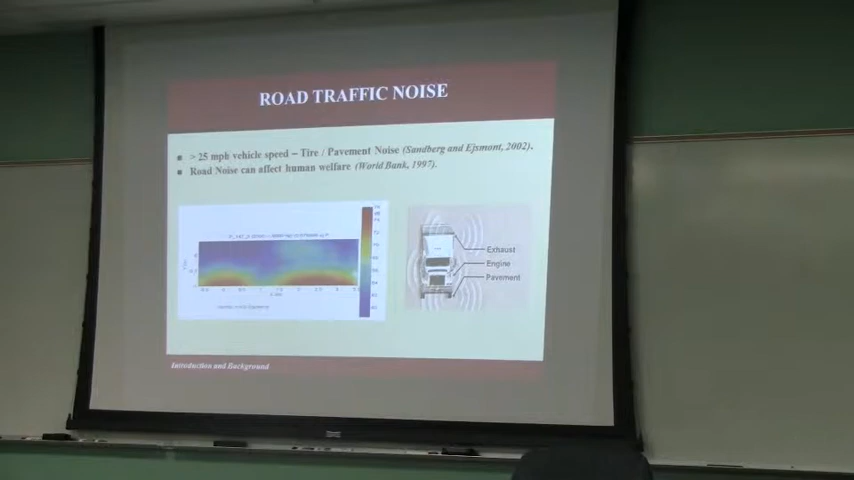 ROAD TRAFFIC NOISE
> 25 mph vehicle speed – Tire / Pavement Noise (Sandberg and Ejsmont, 2002).
Road Noise can affect human welfare (World Bank, 1997).
Exhaust
Engine
Pavement
Introduction and Background